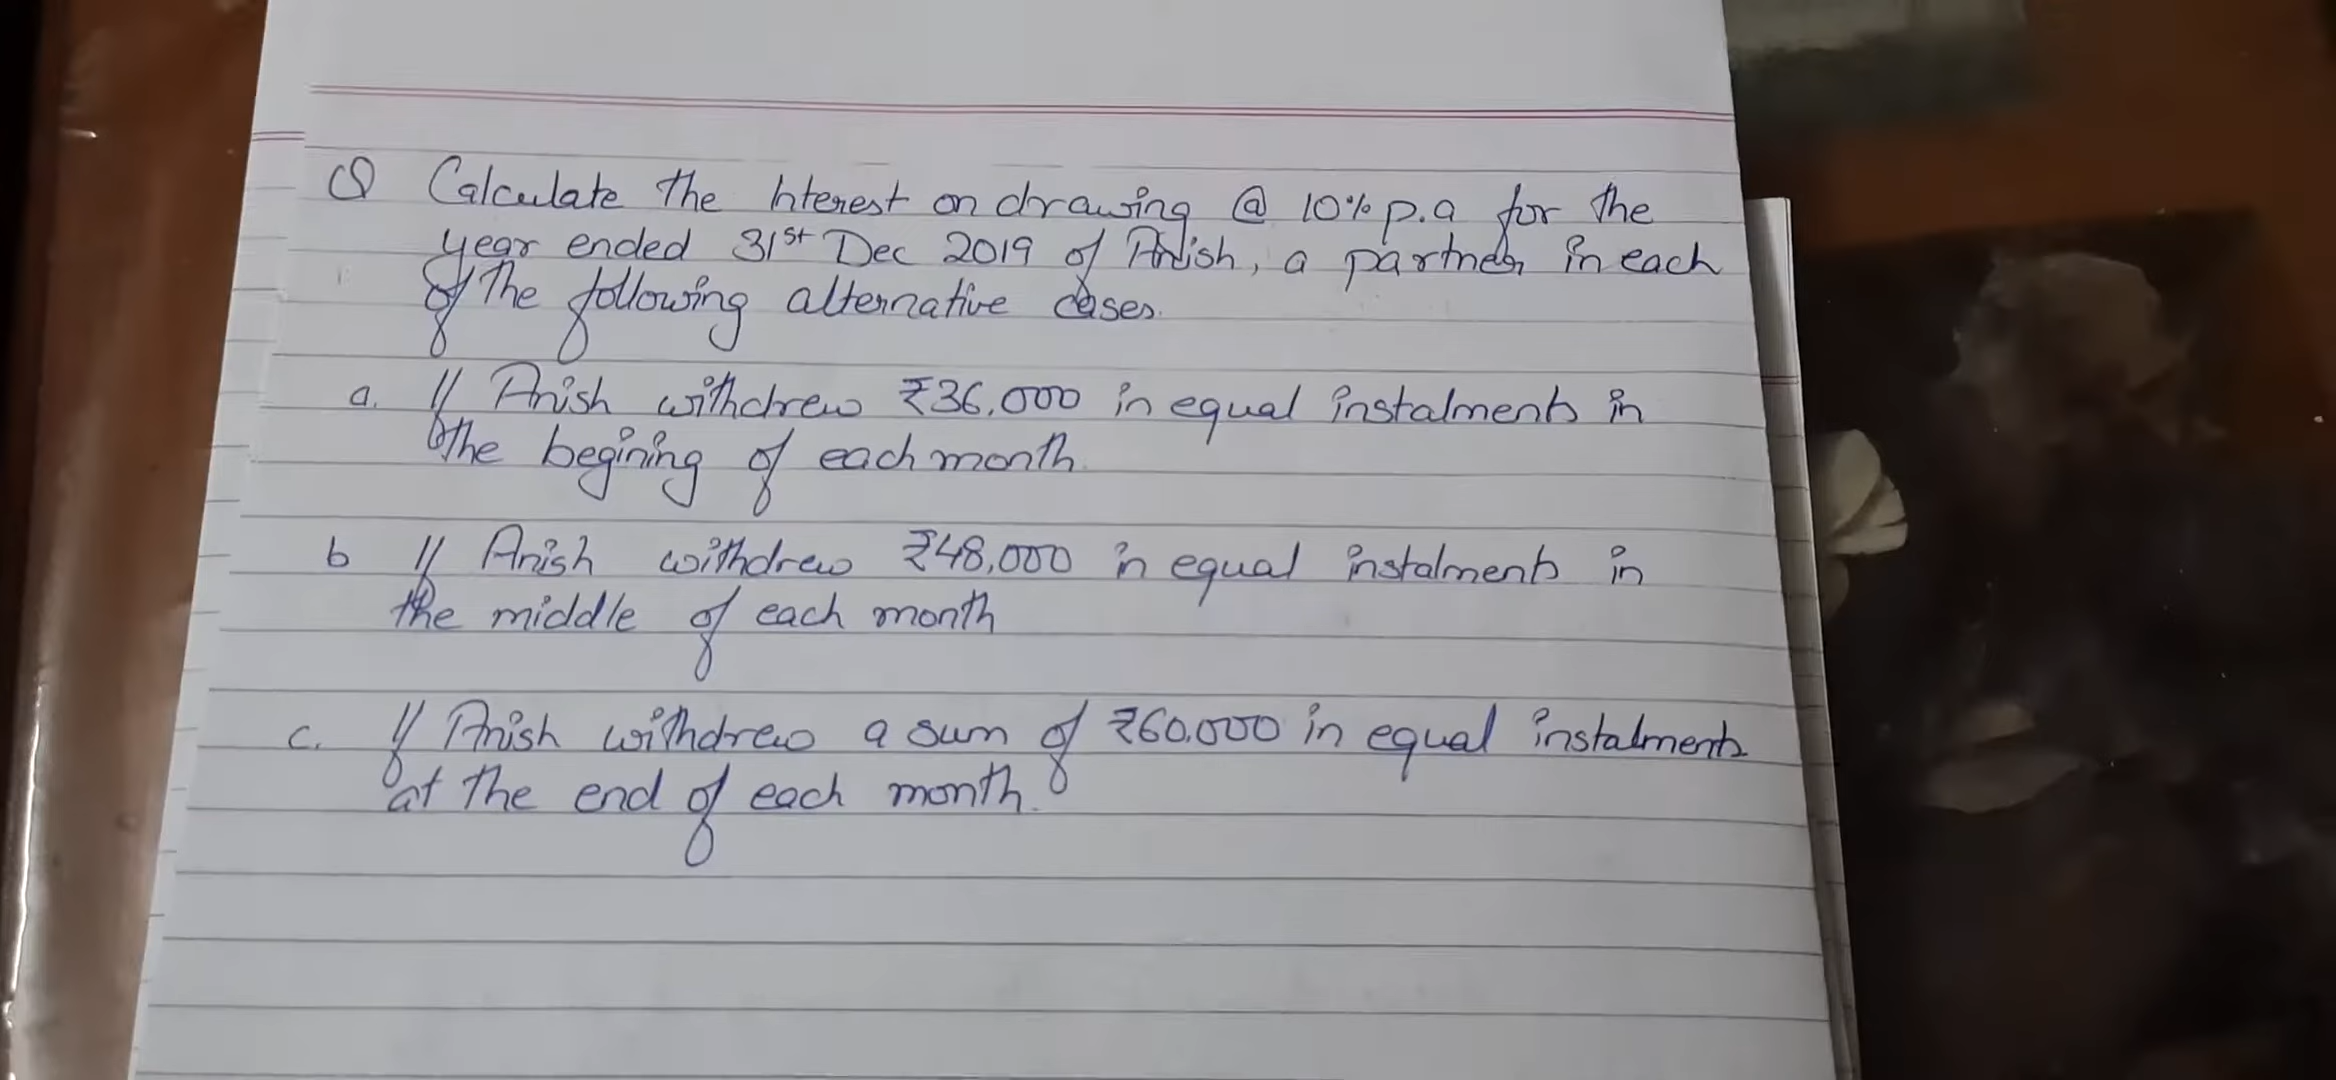 Q Calculate the Interest on drawing @ 10% p.a for the
year ended 31st Dec 2019 of Anish, a partner, in each
of the following alternative cases.
a. If Anish withdrew ₹36,000 in equal instalments in
the begining of each month.
b If Anish withdrew ₹48,000 in equal instalments in
the middle of each month
c. If Anish withdrew a sum of ₹60,000 in equal instalments
at the end of each month.